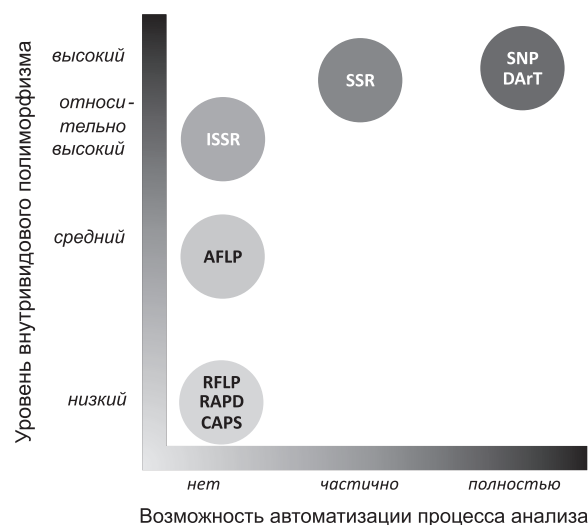 Уровень внутривидового полиморфизма
высокий
относи-
тельно
высокий
средний
низкий
SNP
DArT
SSR
ISSR
AFLP
RFLP
RAPD
CAPS
нет
частично
полностью
Возможность автоматизации процесса анализа